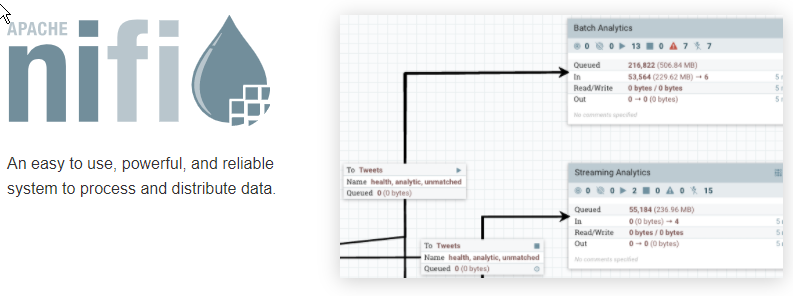 APACHE
nifi
An easy to use, powerful, and reliable
system to process and distribute data.
Batch Analytics
0 0 13 0 7 7
Queued 216,822 (506.84 MB)
In 53,564 (229.62 MB) → 6 5
Read/Write 0 bytes / 0 bytes 5
Out 0 → 0 (0 bytes) 5
No comments specified
To Tweets
Name health, analytic, unmatched
Queued 0 (0 bytes)
Streaming Analytics
0 0 2 0 0 15
Queued 55,184 (236.96 MB)
In 0 (0 bytes) → 4 5
Read/Write 0 bytes / 0 bytes 5
Out 0 → 0 (0 bytes) 5
No comments specified
To Tweets
Name health, analytic, unmatched
Queued 0 (0 bytes)